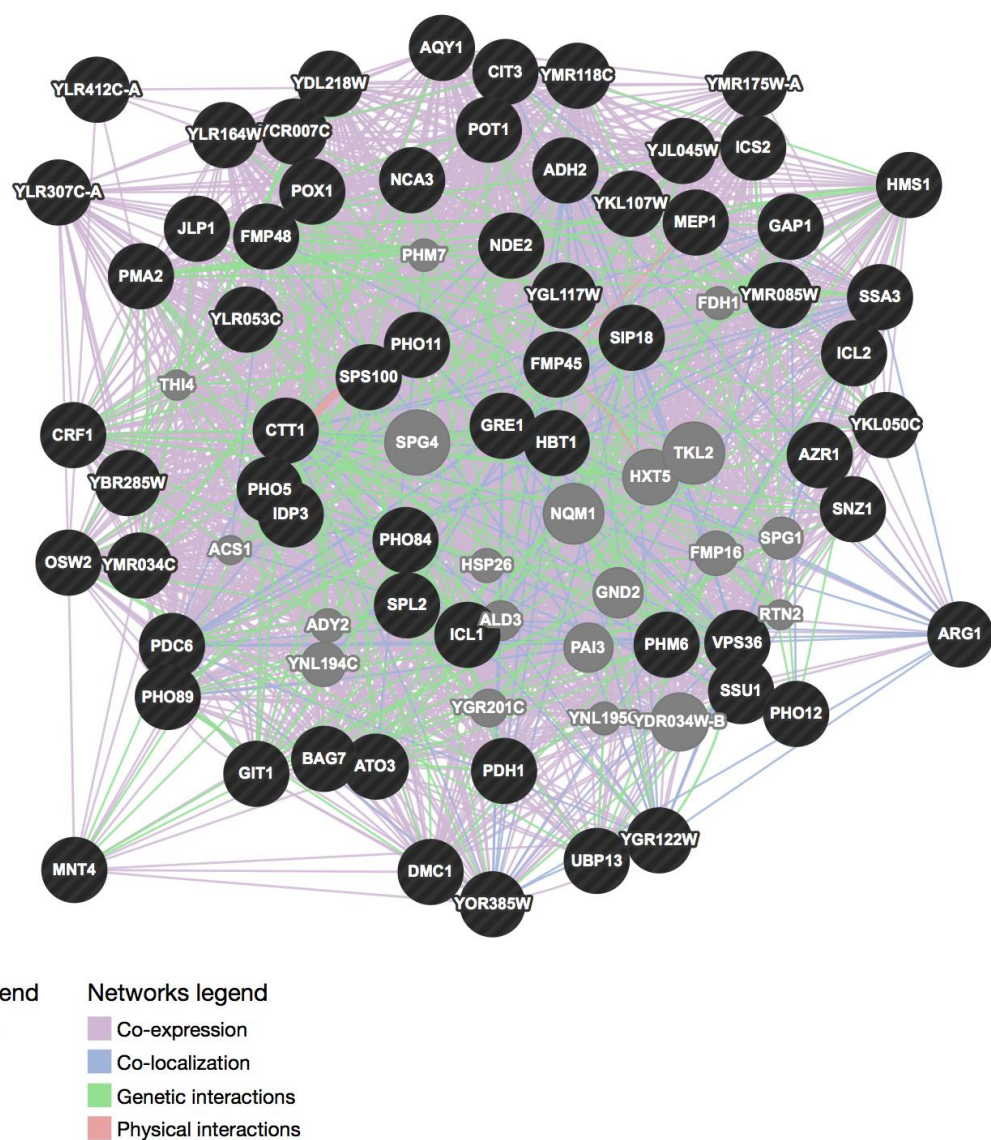 AQY1
CIT3
YMR118C
YLR412C-A
YDL218W
YMR175W-A
YLR164W
YCR007C
POT1
YJL045W
ICS2
YLR307C-A
POX1
NCA3
ADH2
YKL107W
HMS1
JLP1
FMP48
NDE2
MEP1
GAP1
PMA2
PHM7
YGL117W
FDH1
YMR085W
SSA3
YLR053C
PHO11
SIP18
ICL2
THI4
SPS100
FMP45
CRF1
CTT1
SPG4
GRE1
HBT1
TKL2
YKL050C
YBR285W
PHO5
HXT5
AZR1
IDP3
NQM1
SNZ1
OSW2
YMR034C
ACS1
PHO84
HSP26
FMP16
SPG1
GND2
SPL2
ALD3
RTN2
ADY2
ICL1
PDC6
YNL194C
PAI3
PHM6
VPS36
ARG1
PHO89
YGR201C
YDR034W-B
SSU1
PHO12
GIT1
BAG7
ATO3
PDH1
MNT4
DMC1
UBP13
YGR122W
YOR385W
end
Networks legend
Co-expression
Co-localization
Genetic interactions
Physical interactions